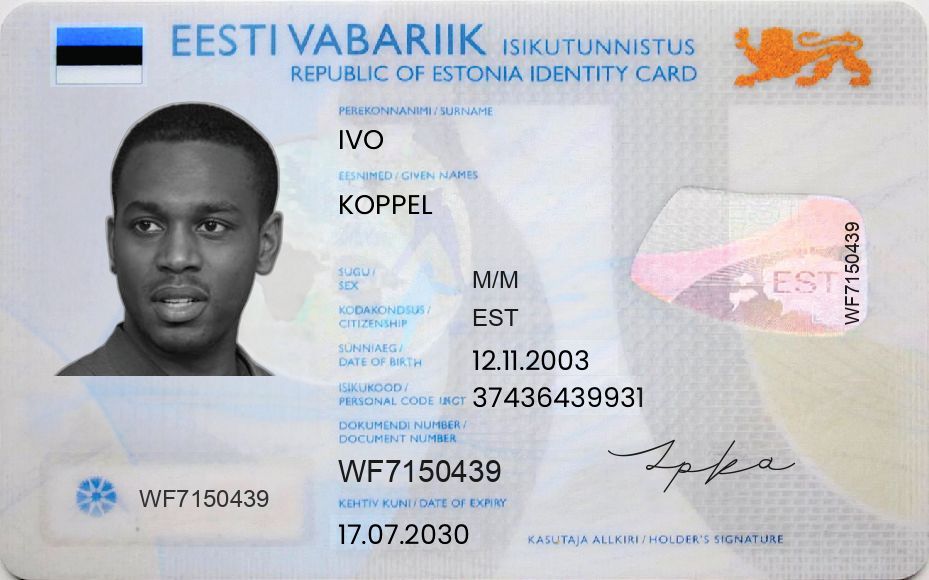 EESTI VABARIIK ISIKUTUNNISTUS
REPUBLIC OF ESTONIA IDENTITY CARD
PEREKONNANIMI / SURNAME
IVO
EESNIMED / GIVEN NAMES
KOPPEL
SUGU /
SEX
M/M
KODAKONDSUS /
CITIZENSHIP
EST
SÜNNIAEG /
DATE OF BIRTH
12.11.2003
ISIKUKOOD /
PERSONAL CODE
37436439931
DOKUMENDI NUMBER /
DOCUMENT NUMBER
WF7150439
KEHTIV KUNI / DATE OF EXPIRY
17.07.2030
WF7150439
EST
WF7150439
KASUTAJA ALLKIRI / HOLDER'S SIGNATURE